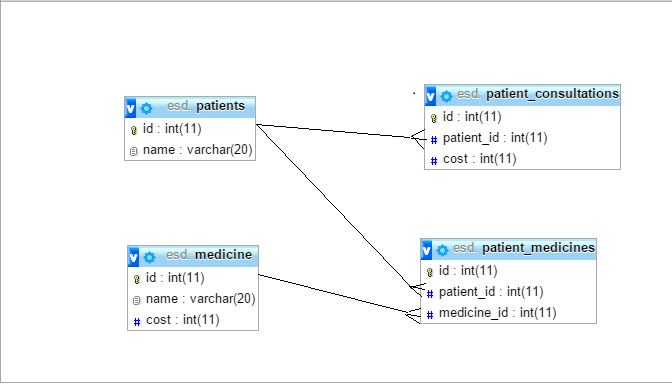 v esd. patients
id : int(11)
name : varchar(20)
v esd. patient_consultations
id : int(11)
# patient_id : int(11)
# cost : int(11)
v esd. medicine
id : int(11)
name : varchar(20)
# cost : int(11)
v esd. patient_medicines
id : int(11)
# patient_id : int(11)
# medicine_id : int(11)